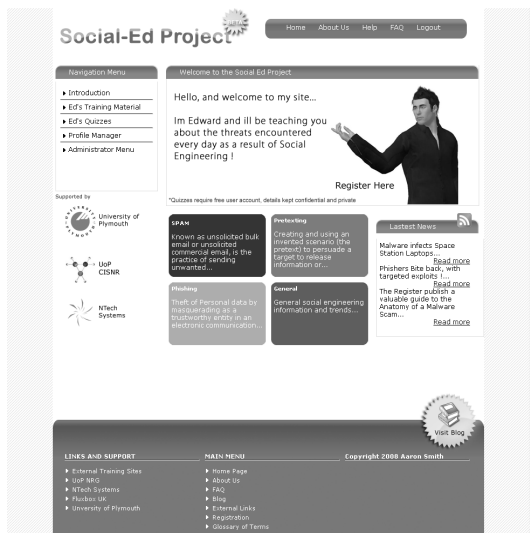 Social-Ed Project
BETA
Home About Us Help FAQ Logout
Navigation Menu
Introduction
Ed's Training Material
Ed's Quizzes
Profile Manager
Administrator Menu
Supported by
UNIVERSITY OF PLYMOUTH
University of
Plymouth
UoP
CISNR
NTech
Systems
Welcome to the Social Ed Project
Hello, and welcome to my site...
Im Edward and ill be teaching you
about the threats encountered
every day as a result of Social
Engineering !
Register Here
*Quizzes require free user account, details kept confidential and private
SPAM
Known as unsolicited bulk
email or unsolicited
commercial email, is the
practice of sending
unwanted...
Pretexting
Creating and using an
invented scenario (the
pretext) to persuade a
target to release
information or...
Phishing
Theft of Personal data by
masquerading as a
trustworthy entity in an
electronic communication...
General
General social engineering
information and trends...
Lastest News
Malware infects Space
Station Laptops...
Read more
Phishers Bite back, with
targeted exploits !...
Read more
The Register publish a
valuable guide to the
Anatomy of a Malware
Scam...
Read more
Visit Blog
LINKS AND SUPPORT
External Training Sites
UoP NRG
NTech Systems
Fluxbox UK
Unversity of Plymouth
MAIN MENU
Home Page
About Us
FAQ
Blog
External Links
Registration
Glossary of Terms
Copyright 2008 Aaron Smith